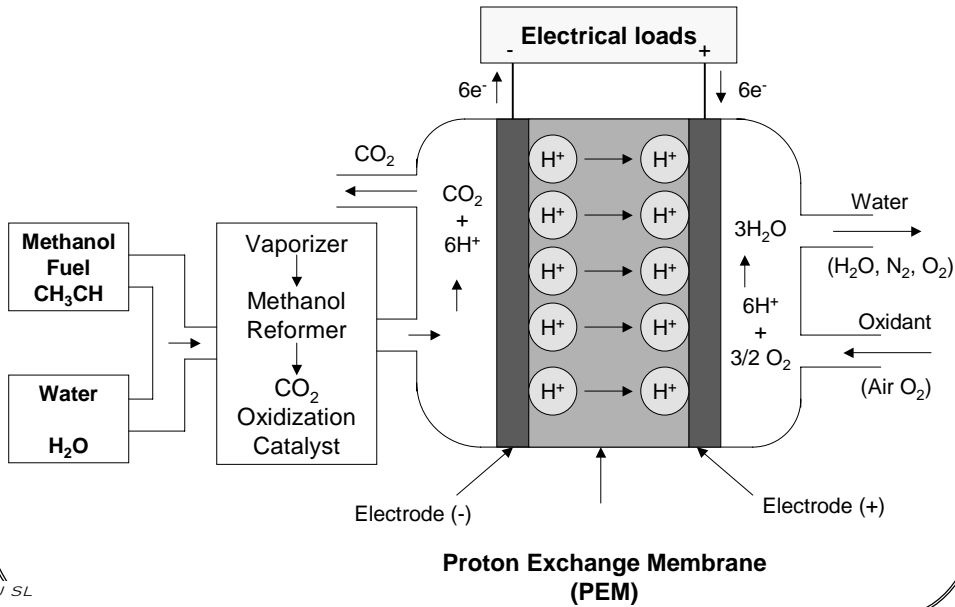 Electrical loads
- +
6e⁻ 6e⁻
CO₂
CO₂
+
6H⁺
H⁺ H⁺
H⁺ H⁺
H⁺ H⁺
H⁺ H⁺
H⁺ H⁺
3H₂O
6H⁺
+
3/2 O₂
Water
(H₂O, N₂, O₂)
Oxidant
(Air O₂)
Methanol
Fuel
CH₃CH
Water
H₂O
Vaporizer
Methanol
Reformer
CO₂
Oxidization
Catalyst
Electrode (-)
Electrode (+)
Proton Exchange Membrane
(PEM)
SL